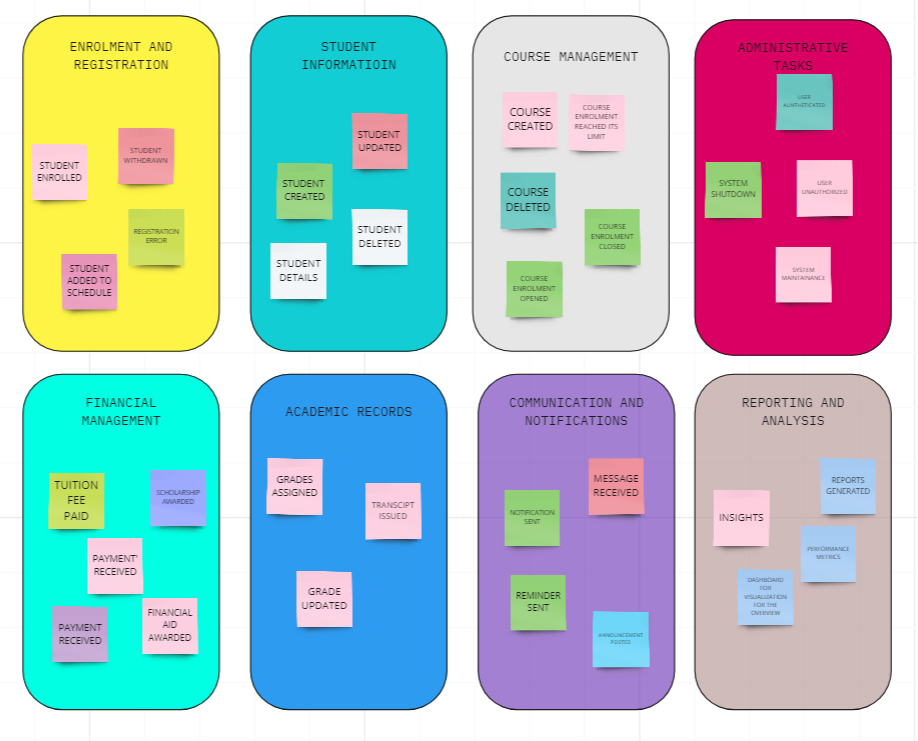 ENROLMENT AND
REGISTRATION
STUDENT
ENROLLED
STUDENT
WITHDRAWN
REGISTRATION
ERROR
STUDENT
ADDED TO
SCHEDULE
STUDENT
INFORMATIOIN
STUDENT
UPDATED
STUDENT
CREATED
STUDENT
DELETED
STUDENT
DETAILS
COURSE MANAGEMENT
COURSE
CREATED
COURSE
ENROLMENT
REACHED ITS
LIMIT
COURSE
DELETED
COURSE
ENROLMENT
CLOSED
COURSE
ENROLMENT
OPENED
ADMINISTRATIVE
TASKS
USER
AUNTHETICATED
SYSTEM
SHUTDOWN
USER
UNAUTHORIZED
SYSTEM
MAINTAINANCE
FINANCIAL
MANAGEMENT
TUITION
FEE
PAID
SCHOLARSHIP
AWARDED
PAYMENT'
RECEIVED
PAYMENT
RECEIVED
FINANCIAL
AID
AWARDED
ACADEMIC RECORDS
GRADES
ASSIGNED
TRANSCIPT
ISSUED
GRADE
UPDATED
COMMUNICATION AND
NOTIFICATIONS
MESSAGE
RECEIVED
NOTIFICATION
SENT
REMINDER
SENT
ANNOUNCEMENT
POSTED
REPORTING AND
ANALYSIS
REPORTS
GENERATED
INSIGHTS
PERFORMANCE
METRICS
DASHBOARD
FOR
VISUALIZATION
FOR THE
OVERVIEW